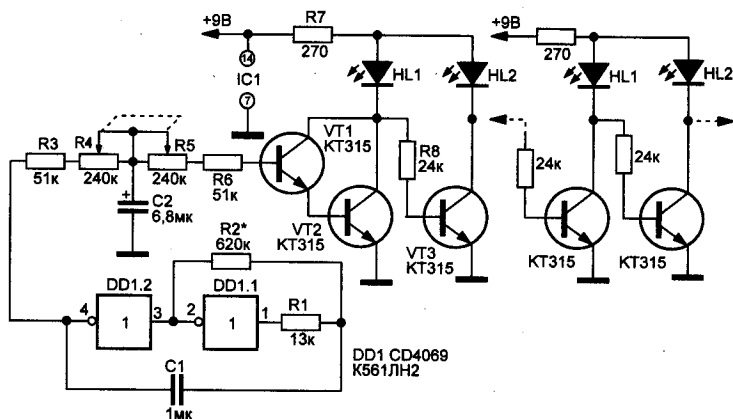 +9В
R7
270
14
IC1
7
HL1
HL2
R3
51к
R4
240к
R5
240к
R6
51к
+
C2
6,8мк
VT1
КТ315
VT2
КТ315
R8
24к
VT3
КТ315
R2*
620к
DD1.2
4
1
3
DD1.1
2
1
1
R1
13к
C1
1мк
DD1 CD4069
К561ЛН2
+9В
270
HL1
HL2
24к
24к
КТ315
КТ315